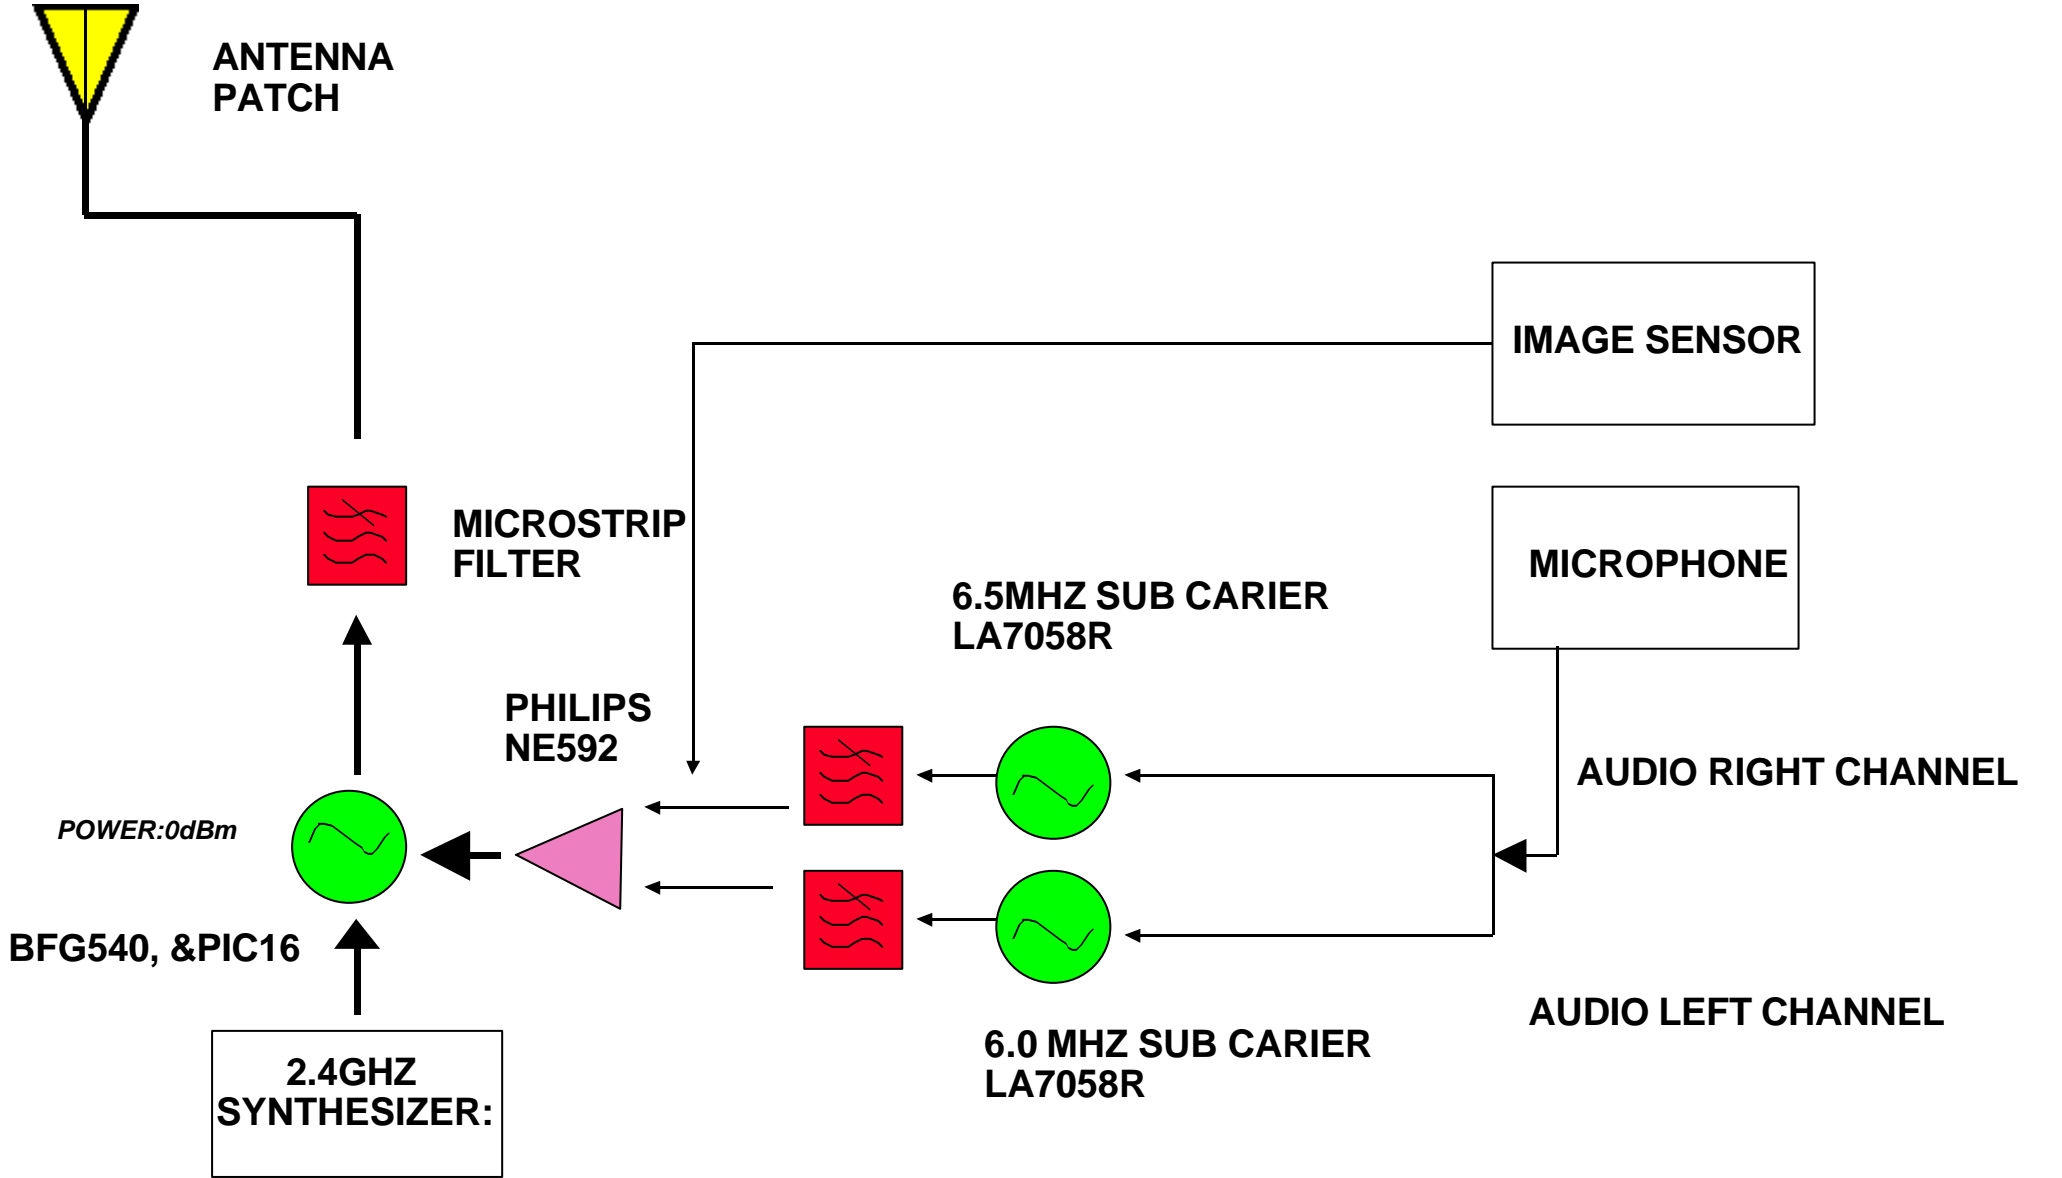 ANTENNA
PATCH
IMAGE SENSOR
MICROSTRIP
FILTER
MICROPHONE
6.5MHZ SUB CARIER
LA7058R
PHILIPS
NE592
AUDIO RIGHT CHANNEL
POWER:0dBm
BFG540, &PIC16
AUDIO LEFT CHANNEL
6.0 MHZ SUB CARIER
LA7058R
2.4GHZ
SYNTHESIZER: